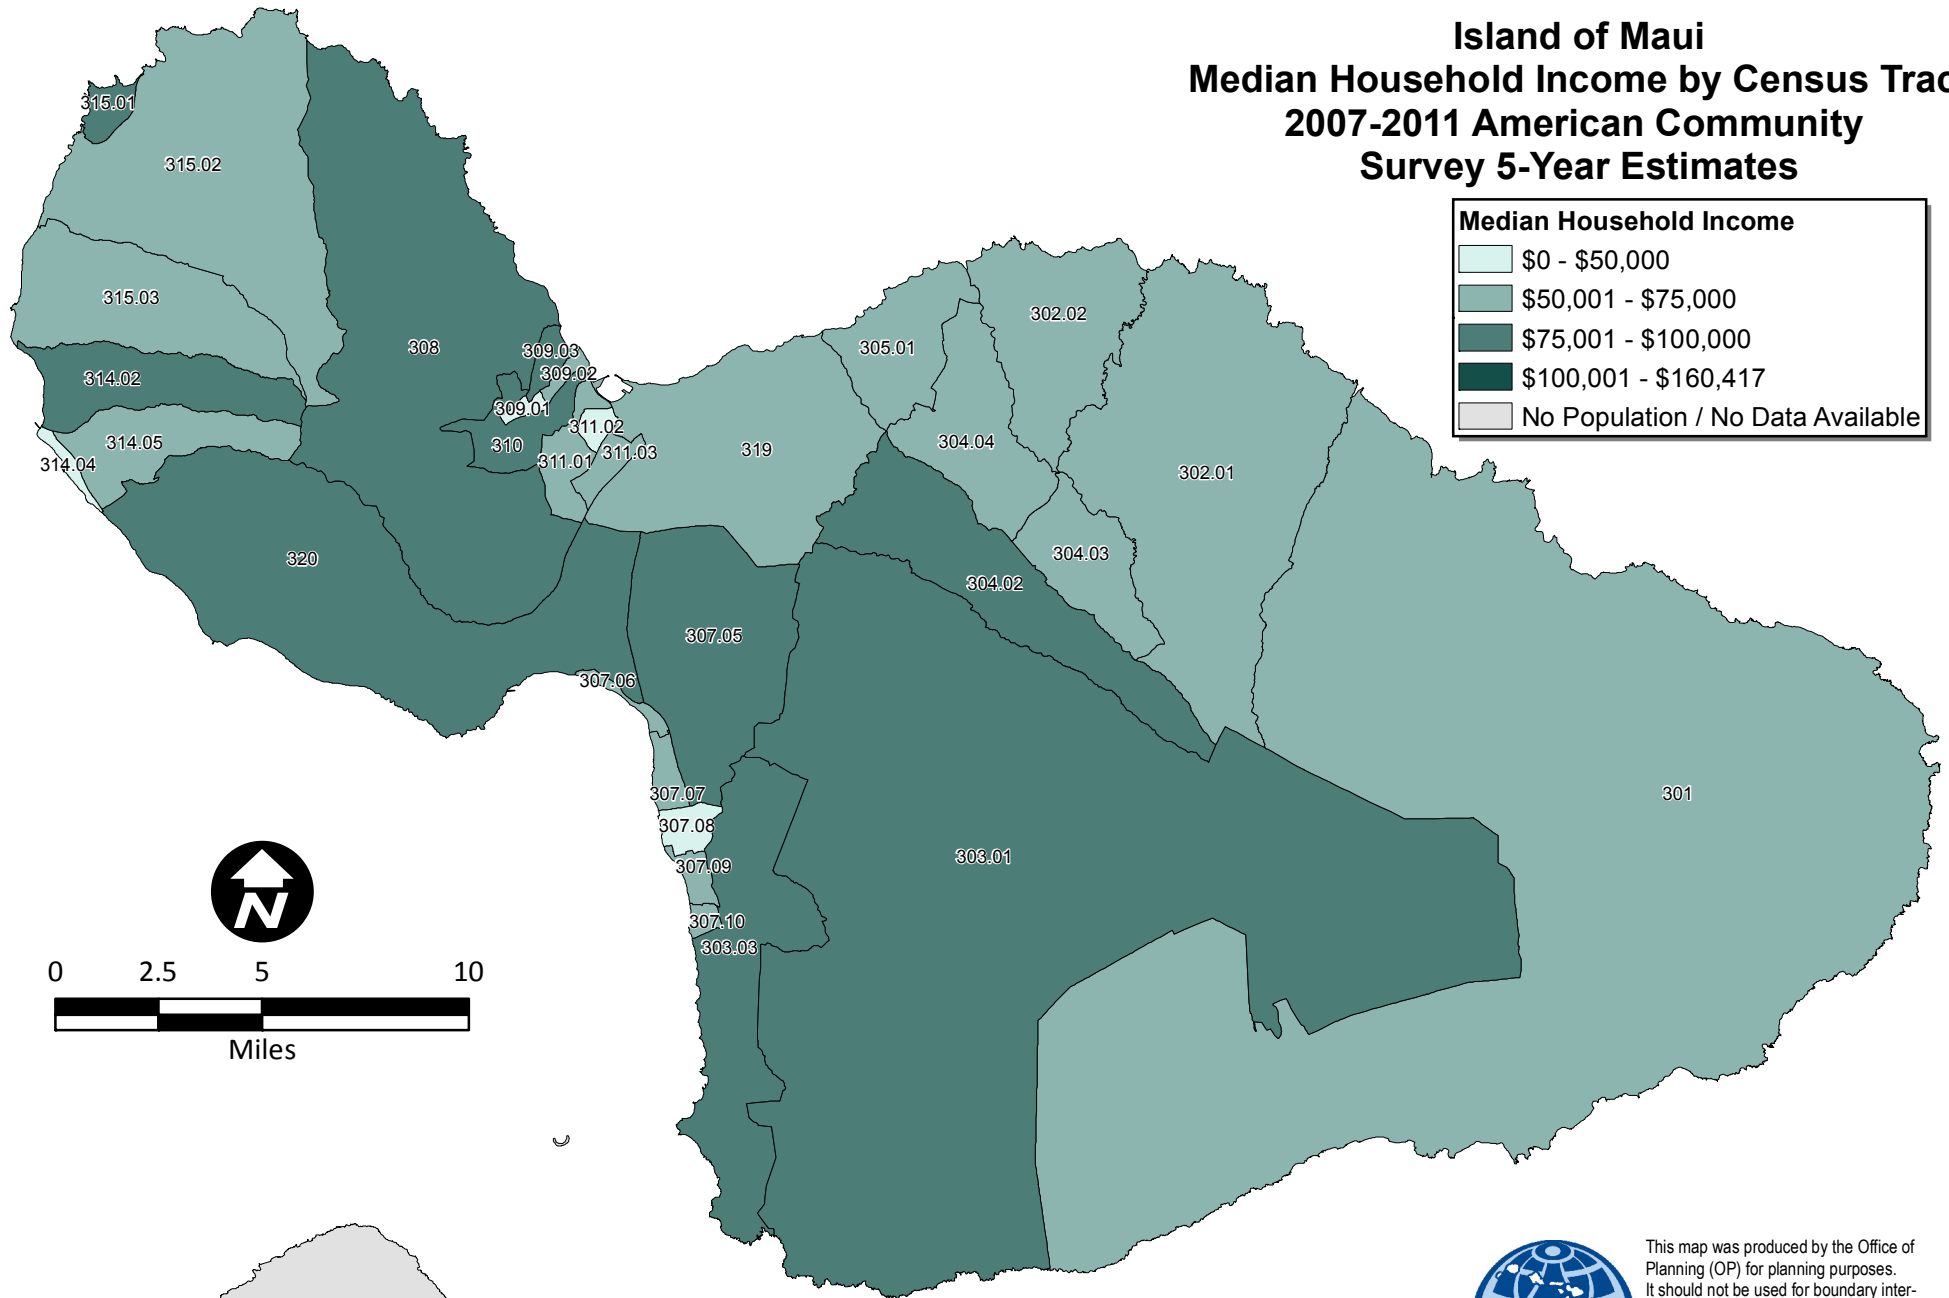 Island of Maui
Median Household Income by Census Trac
2007-2011 American Community
Survey 5-Year Estimates
Median Household Income
$0 - $50,000
$50,001 - $75,000
$75,001 - $100,000
$100,001 - $160,417
No Population / No Data Available
315.01
315.02
315.03
308
314.02
314.05
314.04
309.03
309.02
309.01
310
311.02
311.01
311.03
319
305.01
302.02
304.04
302.01
304.03
304.02
320
307.05
307.06
307.07
307.08
307.09
307.10
303.03
303.01
301
N
0 2.5 5 10
Miles
This map was produced by the Office of
Planning (OP) for planning purposes.
It should not be used for boundary inter-